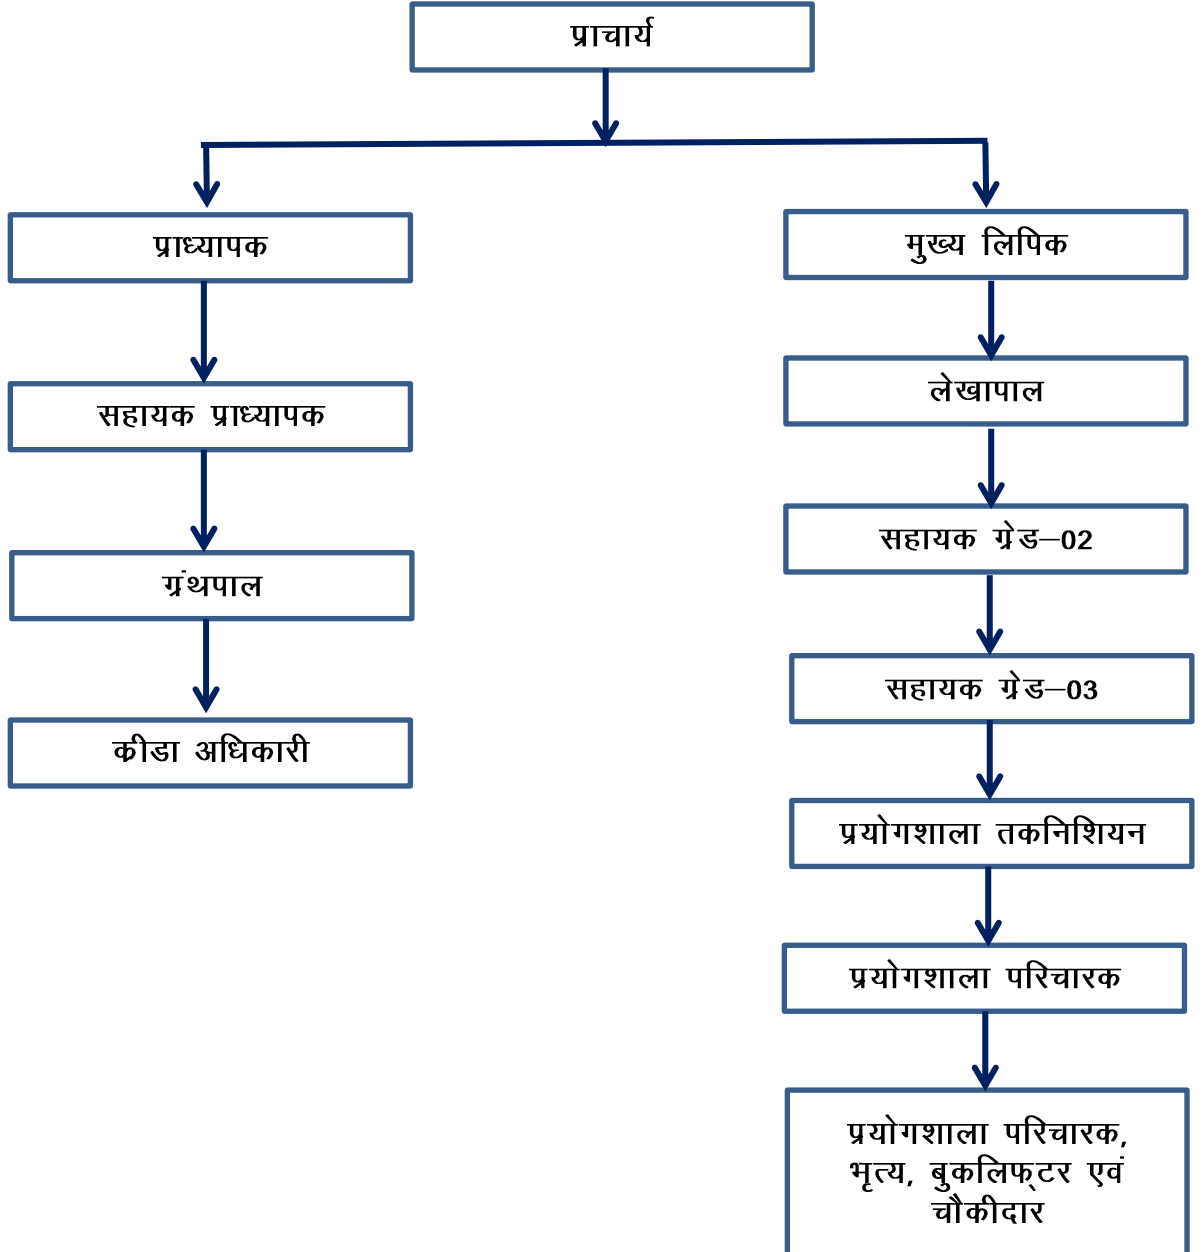 प्राचार्य
प्राध्यापक
सहायक प्राध्यापक
ग्रंथपाल
क्रीडा अधिकारी
मुख्य लिपिक
लेखापाल
सहायक ग्रेड–02
सहायक ग्रेड–03
प्रयोगशाला तकनिशियन
प्रयोगशाला परिचारक
प्रयोगशाला परिचारक,
भृत्य, बुकलिफ्टर एवं
चौकीदार